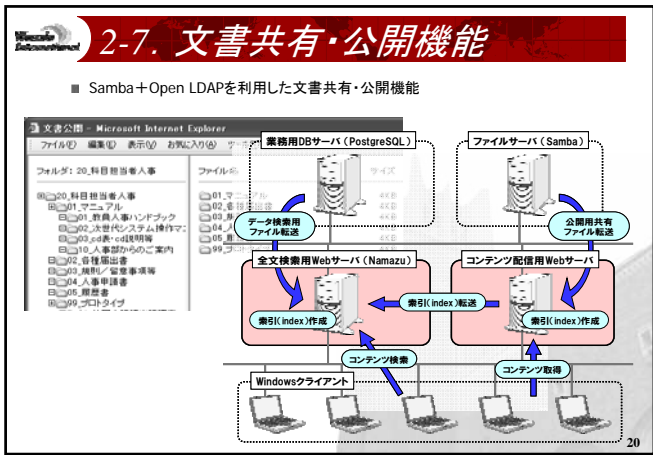 Waseda
International
2-7. 文書共有・公開機能
■ Samba+Open LDAPを利用した文書共有・公開機能
文書公開 - Microsoft Internet Explorer
ファイル(F) 編集(E) 表示(V) お気に入り(A)
フォルダ: 20_科目担当者人事
ファイル名
サイズ
20_科目担当者人事
01_マニュアル
01_教員人事ハンドブック
02_次世代システム操作マ:
03_cd表・cd説明等
10_人事部からのご案内
02_各種届出書
03_規則/留意事項等
04_人事申請書
05_履歴書
99_プロトタイプ
01_マニュアル
4KB
02_各種届出書
4KB
4KB
業務用DBサーバ(PostgreSQL)
ファイルサーバ(Samba)
データ検索用
ファイル転送
公開用共有
ファイル転送
全文検索用Webサーバ(Namazu)
コンテンツ配信用Webサーバ
索引(index)転送
索引(index)作成
索引(index)作成
コンテンツ検索
コンテンツ取得
Windowsクライアント
20